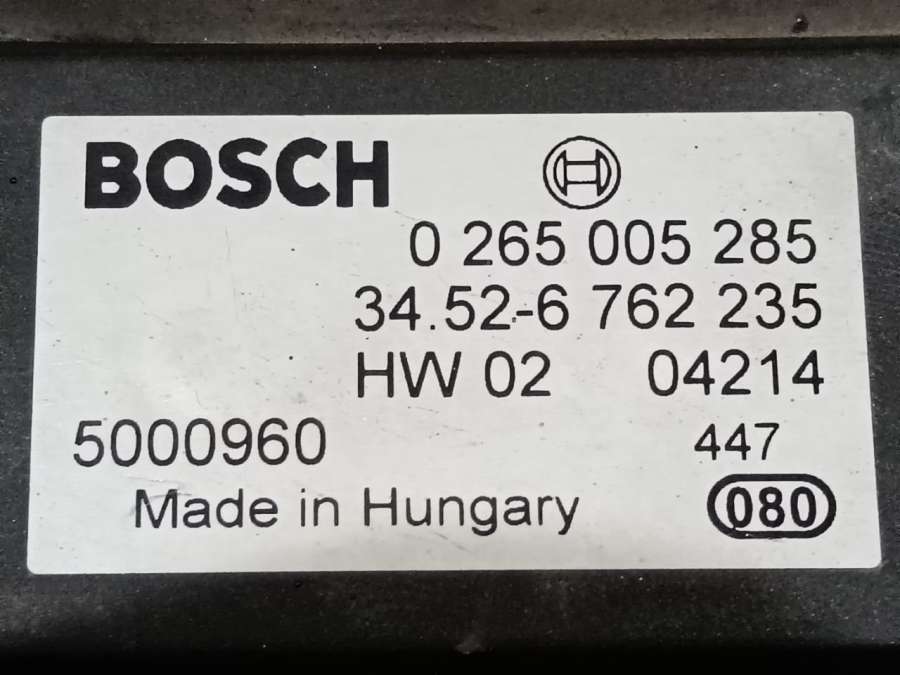 BOSCH
0 265 005 285
34.52-6 762 235
HW 02 04214
5000960 447
Made in Hungary 080